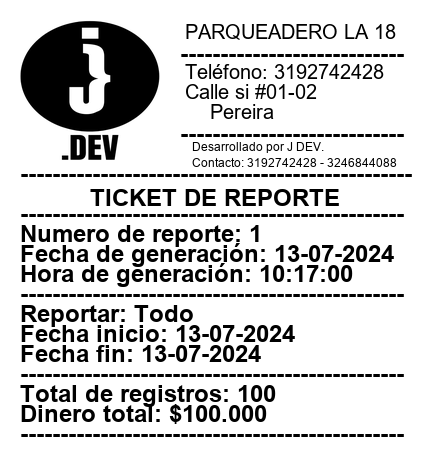 PARQUEADERO LA 18
Teléfono: 3192742428
Calle si #01-02
Pereira
j
.DEV
Desarrollado por J DEV.
Contacto: 3192742428 - 3246844088
TICKET DE REPORTE
Numero de reporte: 1
Fecha de generación: 13-07-2024
Hora de generación: 10:17:00
Reportar: Todo
Fecha inicio: 13-07-2024
Fecha fin: 13-07-2024
Total de registros: 100
Dinero total: $100.000